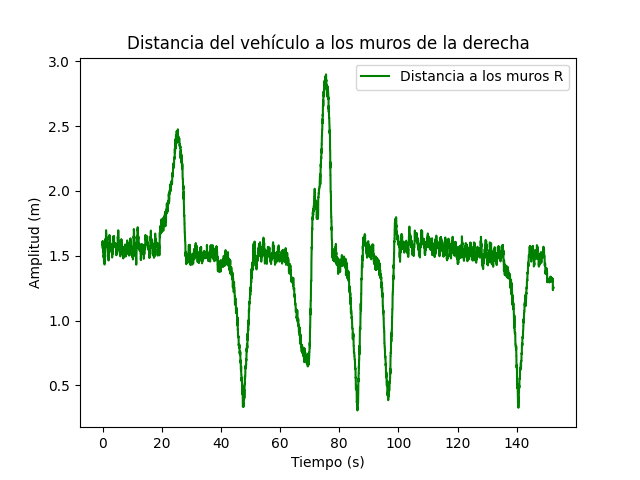 Distancia del vehículo a los muros de la derecha
Distancia a los muros R
Amplitud (m)
3.0
2.5
2.0
1.5
1.0
0.5
0 20 40 60 80 100 120 140
Tiempo (s)